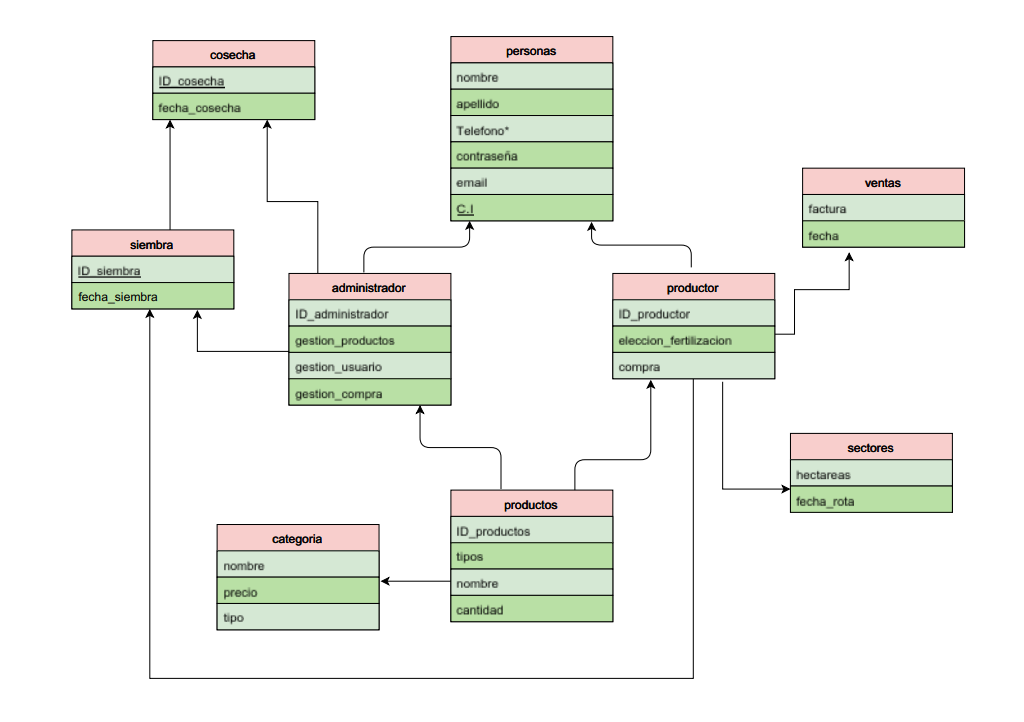 cosecha
ID_cosecha
fecha_cosecha
personas
nombre
apellido
Telefono*
contraseña
email
C.I
ventas
factura
fecha
siembra
ID_siembra
fecha_siembra
administrador
ID_administrador
gestion_productos
gestion_usuario
gestion_compra
productor
ID_productor
eleccion_fertilizacion
compra
sectores
hectareas
fecha_rota
productos
ID_productos
tipos
nombre
cantidad
categoria
nombre
precio
tipo